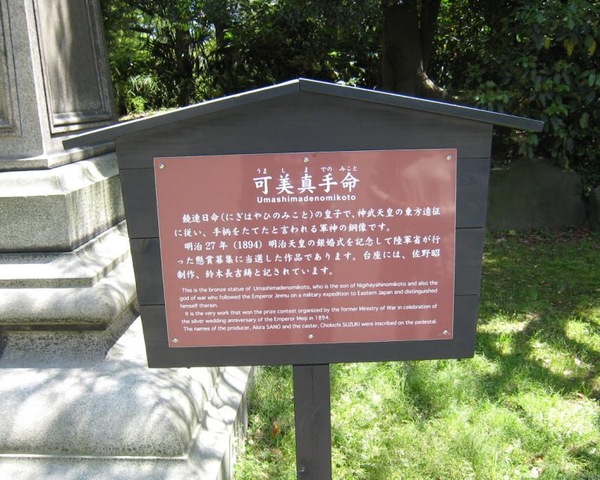 うましまでのみこと
可美真手命
Umashimadenomikoto
饒速日命(にぎはやひのみこと)の皇子で、神武天皇の東方遠征
に従い、手柄をたてたと言われる軍神の銅像です。
明治27年(1894)明治天皇の銀婚式を記念して陸軍省が行
った懸賞募集に当選した作品であります。台座には、佐野昭
制作、鈴木長吉鋳と記されています。
This is the bronze statue of Umashimadenomikoto, who is the son of Nigihayahinomikoto and also the
god of war who followed the Emperor Jinmu on a military expedition to Eastern Japan and distinguished
himself therein.
It is the very work that won the prize contest organized by the former Ministry of War in celebration of
the silver wedding anniversary of the Emperor Meiji in 1894.
The names of the producer, Akira SANO and the caster, Chokichi SUZUKI were inscribed on the pedestal.